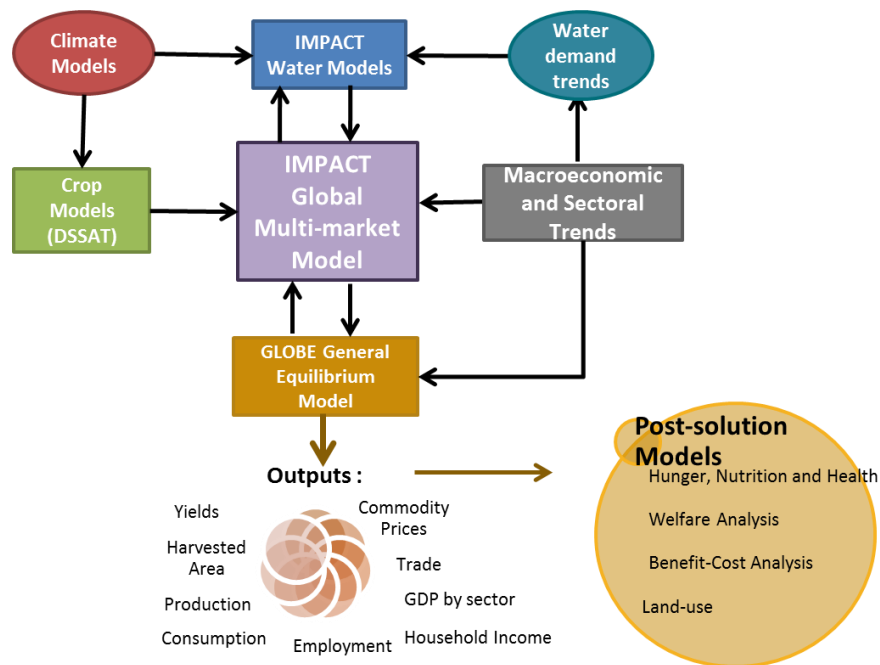 Climate
Models
IMPACT
Water Models
Water
demand
trends
Crop
Models
(DSSAT)
IMPACT
Global
Multi-market
Model
Macroeconomic
and Sectoral
Trends
GLOBE General
Equilibrium
Model
Outputs :
Yields
Commodity
Prices
Harvested
Area
Trade
Production
GDP by sector
Consumption
Employment
Household Income
Post-solution
Models
Hunger, Nutrition and Health
Welfare Analysis
Benefit-Cost Analysis
Land-use